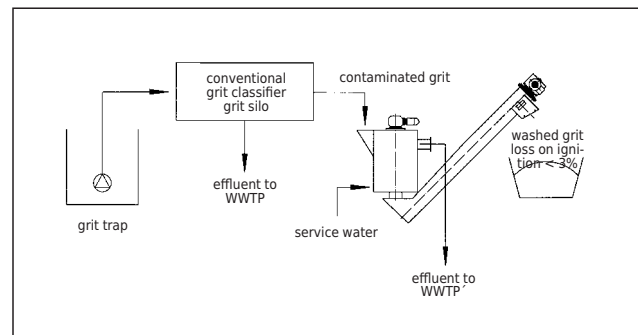 conventional
grit classifier
grit silo
contaminated grit
washed grit
loss on igni-
tion < 3%
effluent to
WWTP
grit trap
service water
effluent to
WWTP´